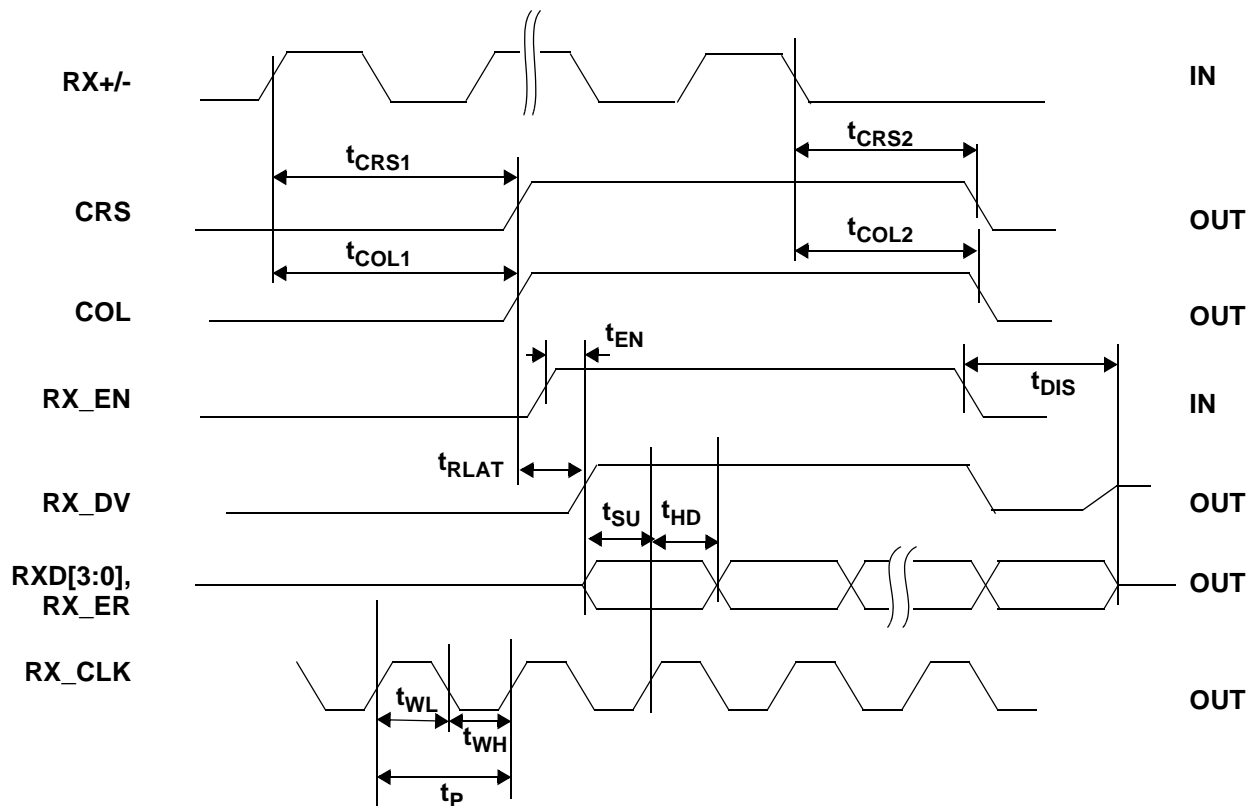 RX+/- IN
tCRS2
tCRS1
CRS OUT
tCOL2
tCOL1
COL OUT
tEN
tDIS
RX_EN IN
tRLAT
RX_DV OUT
tSU tHD
RXD[3:0], OUT
RX_ER
RX_CLK OUT
tWL
tWH
tP